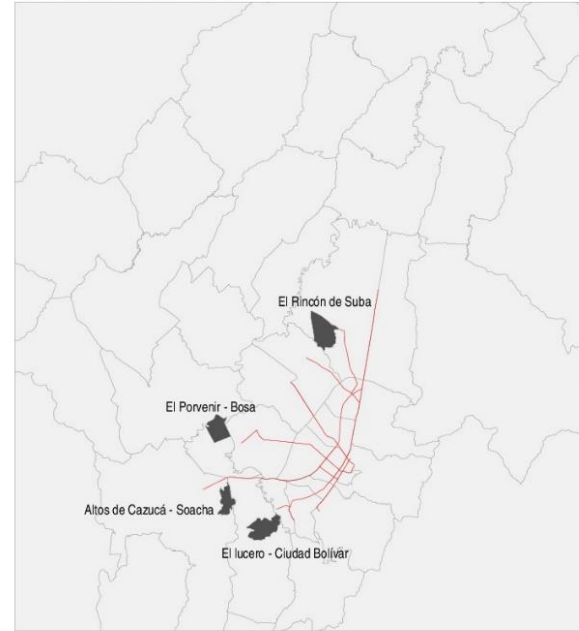 El Rincón de Suba
El Porvenir - Bosa
Altos de Cazucá - Soacha
El lucero - Ciudad Bolívar